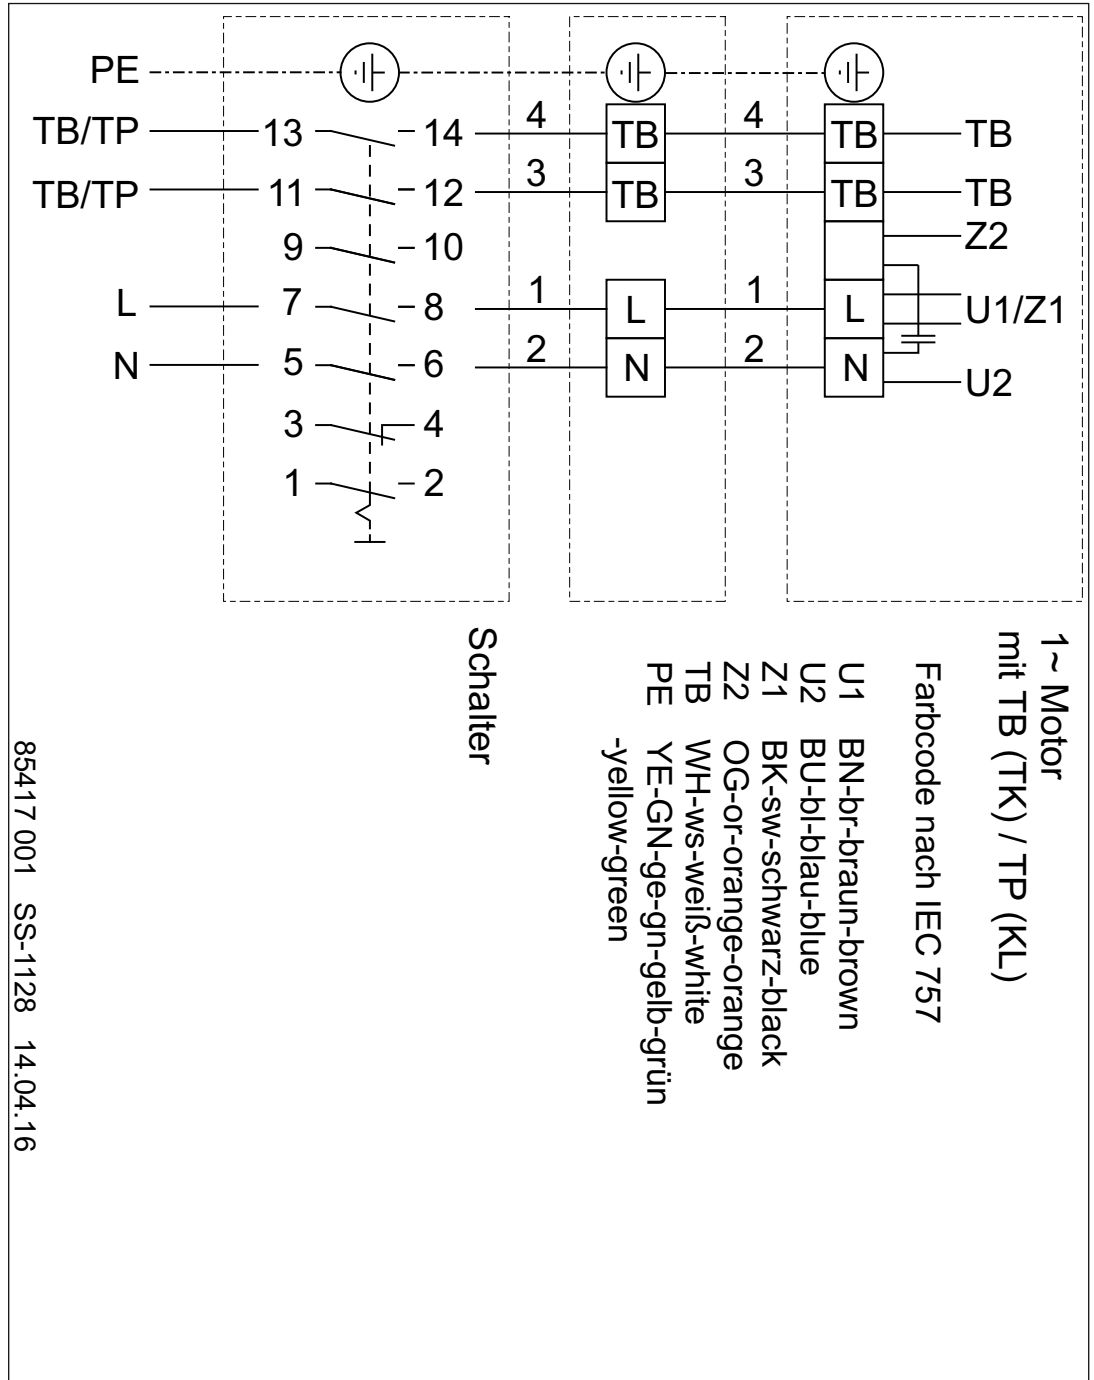 PE
TB/TP 13 14 4 TB 4 TB TB
TB/TP 11 12 3 TB 3 TB TB
9 10 Z2
L 7 8 1 L 1 L U1/Z1
N 5 6 2 N 2 N U2
3 4
1 2
1~ Motor
mit TB (TK) / TP (KL)
Farbcode nach IEC 757
U1 BN-br-braun-brown
U2 BU-bl-blau-blue
Z1 BK-sw-schwarz-black
Z2 OG-or-orange-orange
TB WH-ws-weiß-white
PE YE-GN-ge-gn-gelb-grün
-yellow-green
Schalter
85417 001 SS-1128 14.04.16